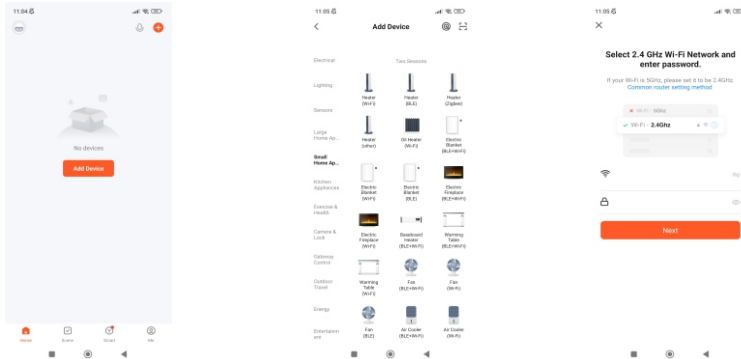 11:04
No devices
Add Device
Home
Scene
Smart
Me
11:05
Add Device
Electrical
Lighting
Sensors
Large
Home Ap...
Small
Home Ap...
Kitchen
Appliances
Exercise &
Health
Camera &
Lock
Gateway
Control
Outdoor
Travel
Energy
Entertainm
ent
Two Seasons
Heater
(Wi-Fi)
Heater
(BLE)
Heater
(Zigbee)
Heater
(other)
Oil Heater
(Wi-Fi)
Electric
Blanket
(BLE+Wi-Fi)
Electric
Blanket
(Wi-Fi)
Electric
Blanket
(BLE)
Electric
Fireplace
(BLE+Wi-Fi)
Electric
Fireplace
(Wi-Fi)
Baseboard
Heater
(BLE+Wi-Fi)
Warming
Table
(BLE+Wi-Fi)
Warming
Table
(Wi-Fi)
Fan
(BLE+Wi-Fi)
Fan
(Wi-Fi)
Fan
(BLE)
Air Cooler
(BLE+Wi-Fi)
Air Cooler
(Wi-Fi)
11:05
Select 2.4 GHz Wi-Fi Network and
enter password.
If your Wi-Fi is 5GHz, please set it to be 2.4GHz.
Common router setting method
Wi-Fi - 5Ghz
Wi-Fi - 2.4Ghz
Next